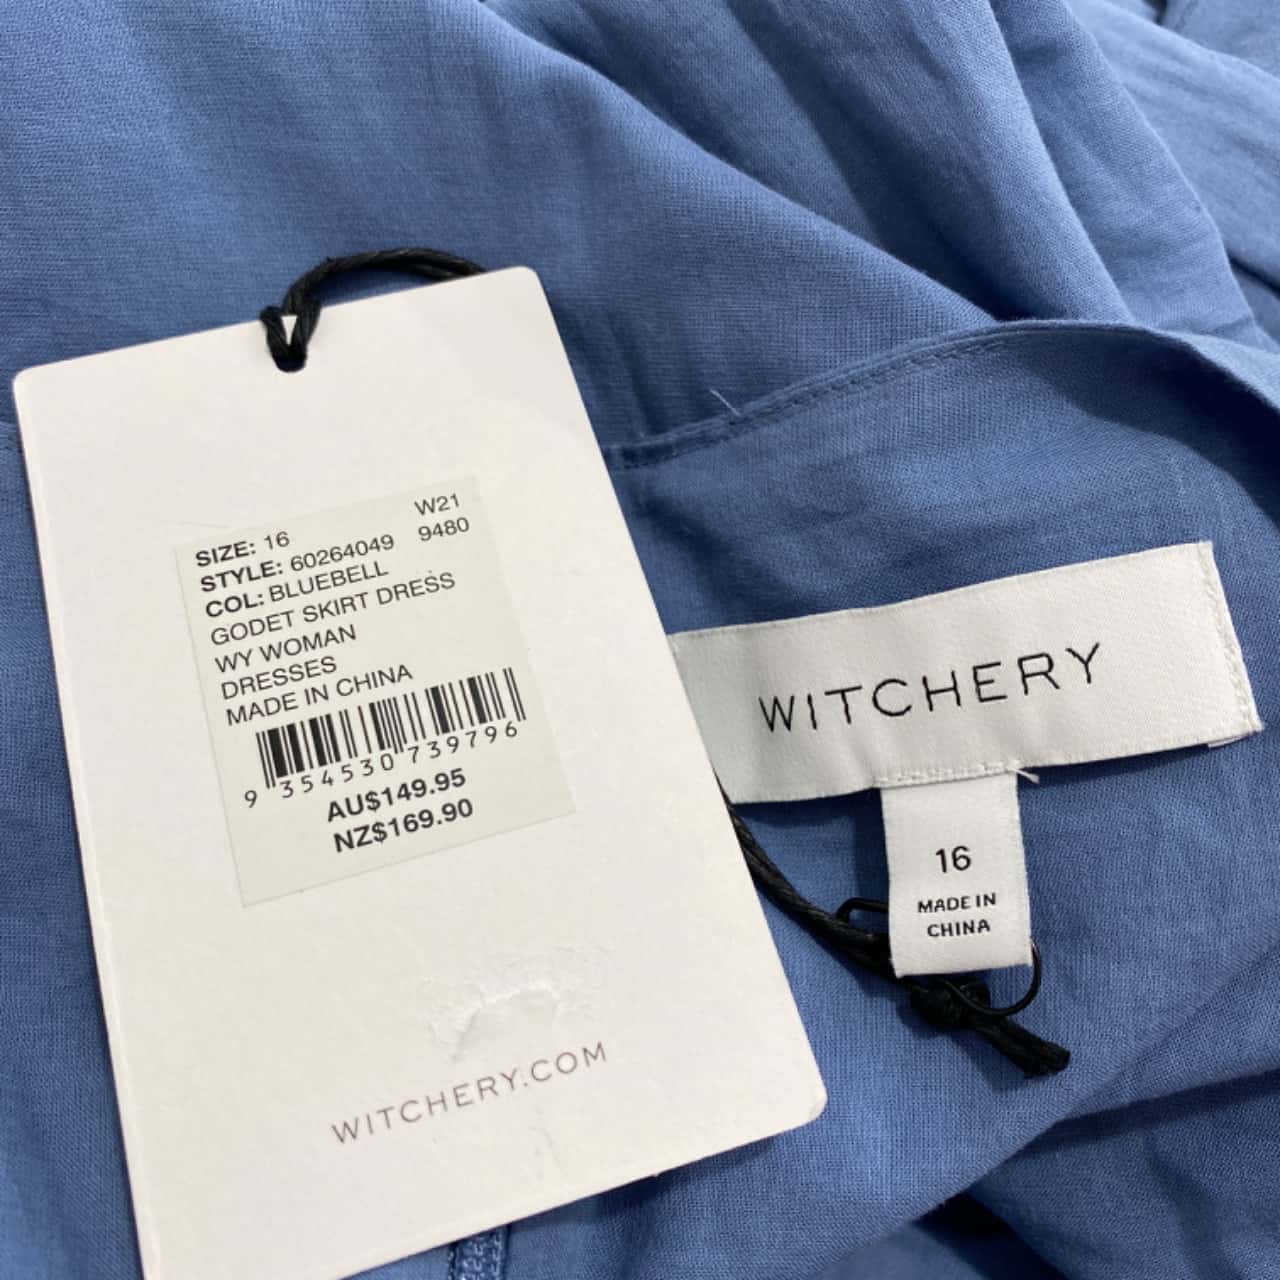 SIZE: 16 W21
STYLE: 60264049 9480
COL: BLUEBELL
GODET SKIRT DRESS
WY WOMAN
DRESSES
MADE IN CHINA
9 354530 739796
AU$149.95
NZ$169.90
WITCHERY.COM
WITCHERY
16
MADE IN
CHINA